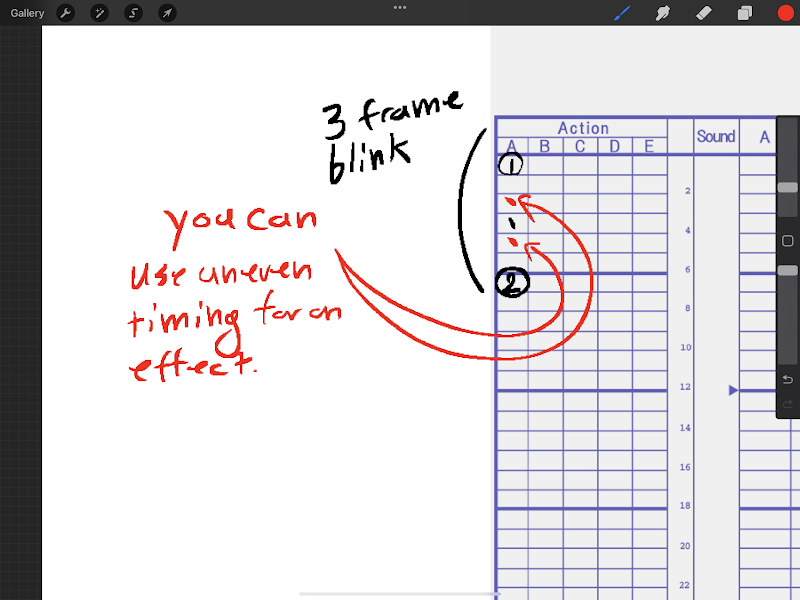 Gallery
3 frame
blink
you can
use uneven
timing for an
effect.
Action
Sound
A
A B C D E
1
2
2
4
6
8
10
12
14
16
18
20
22